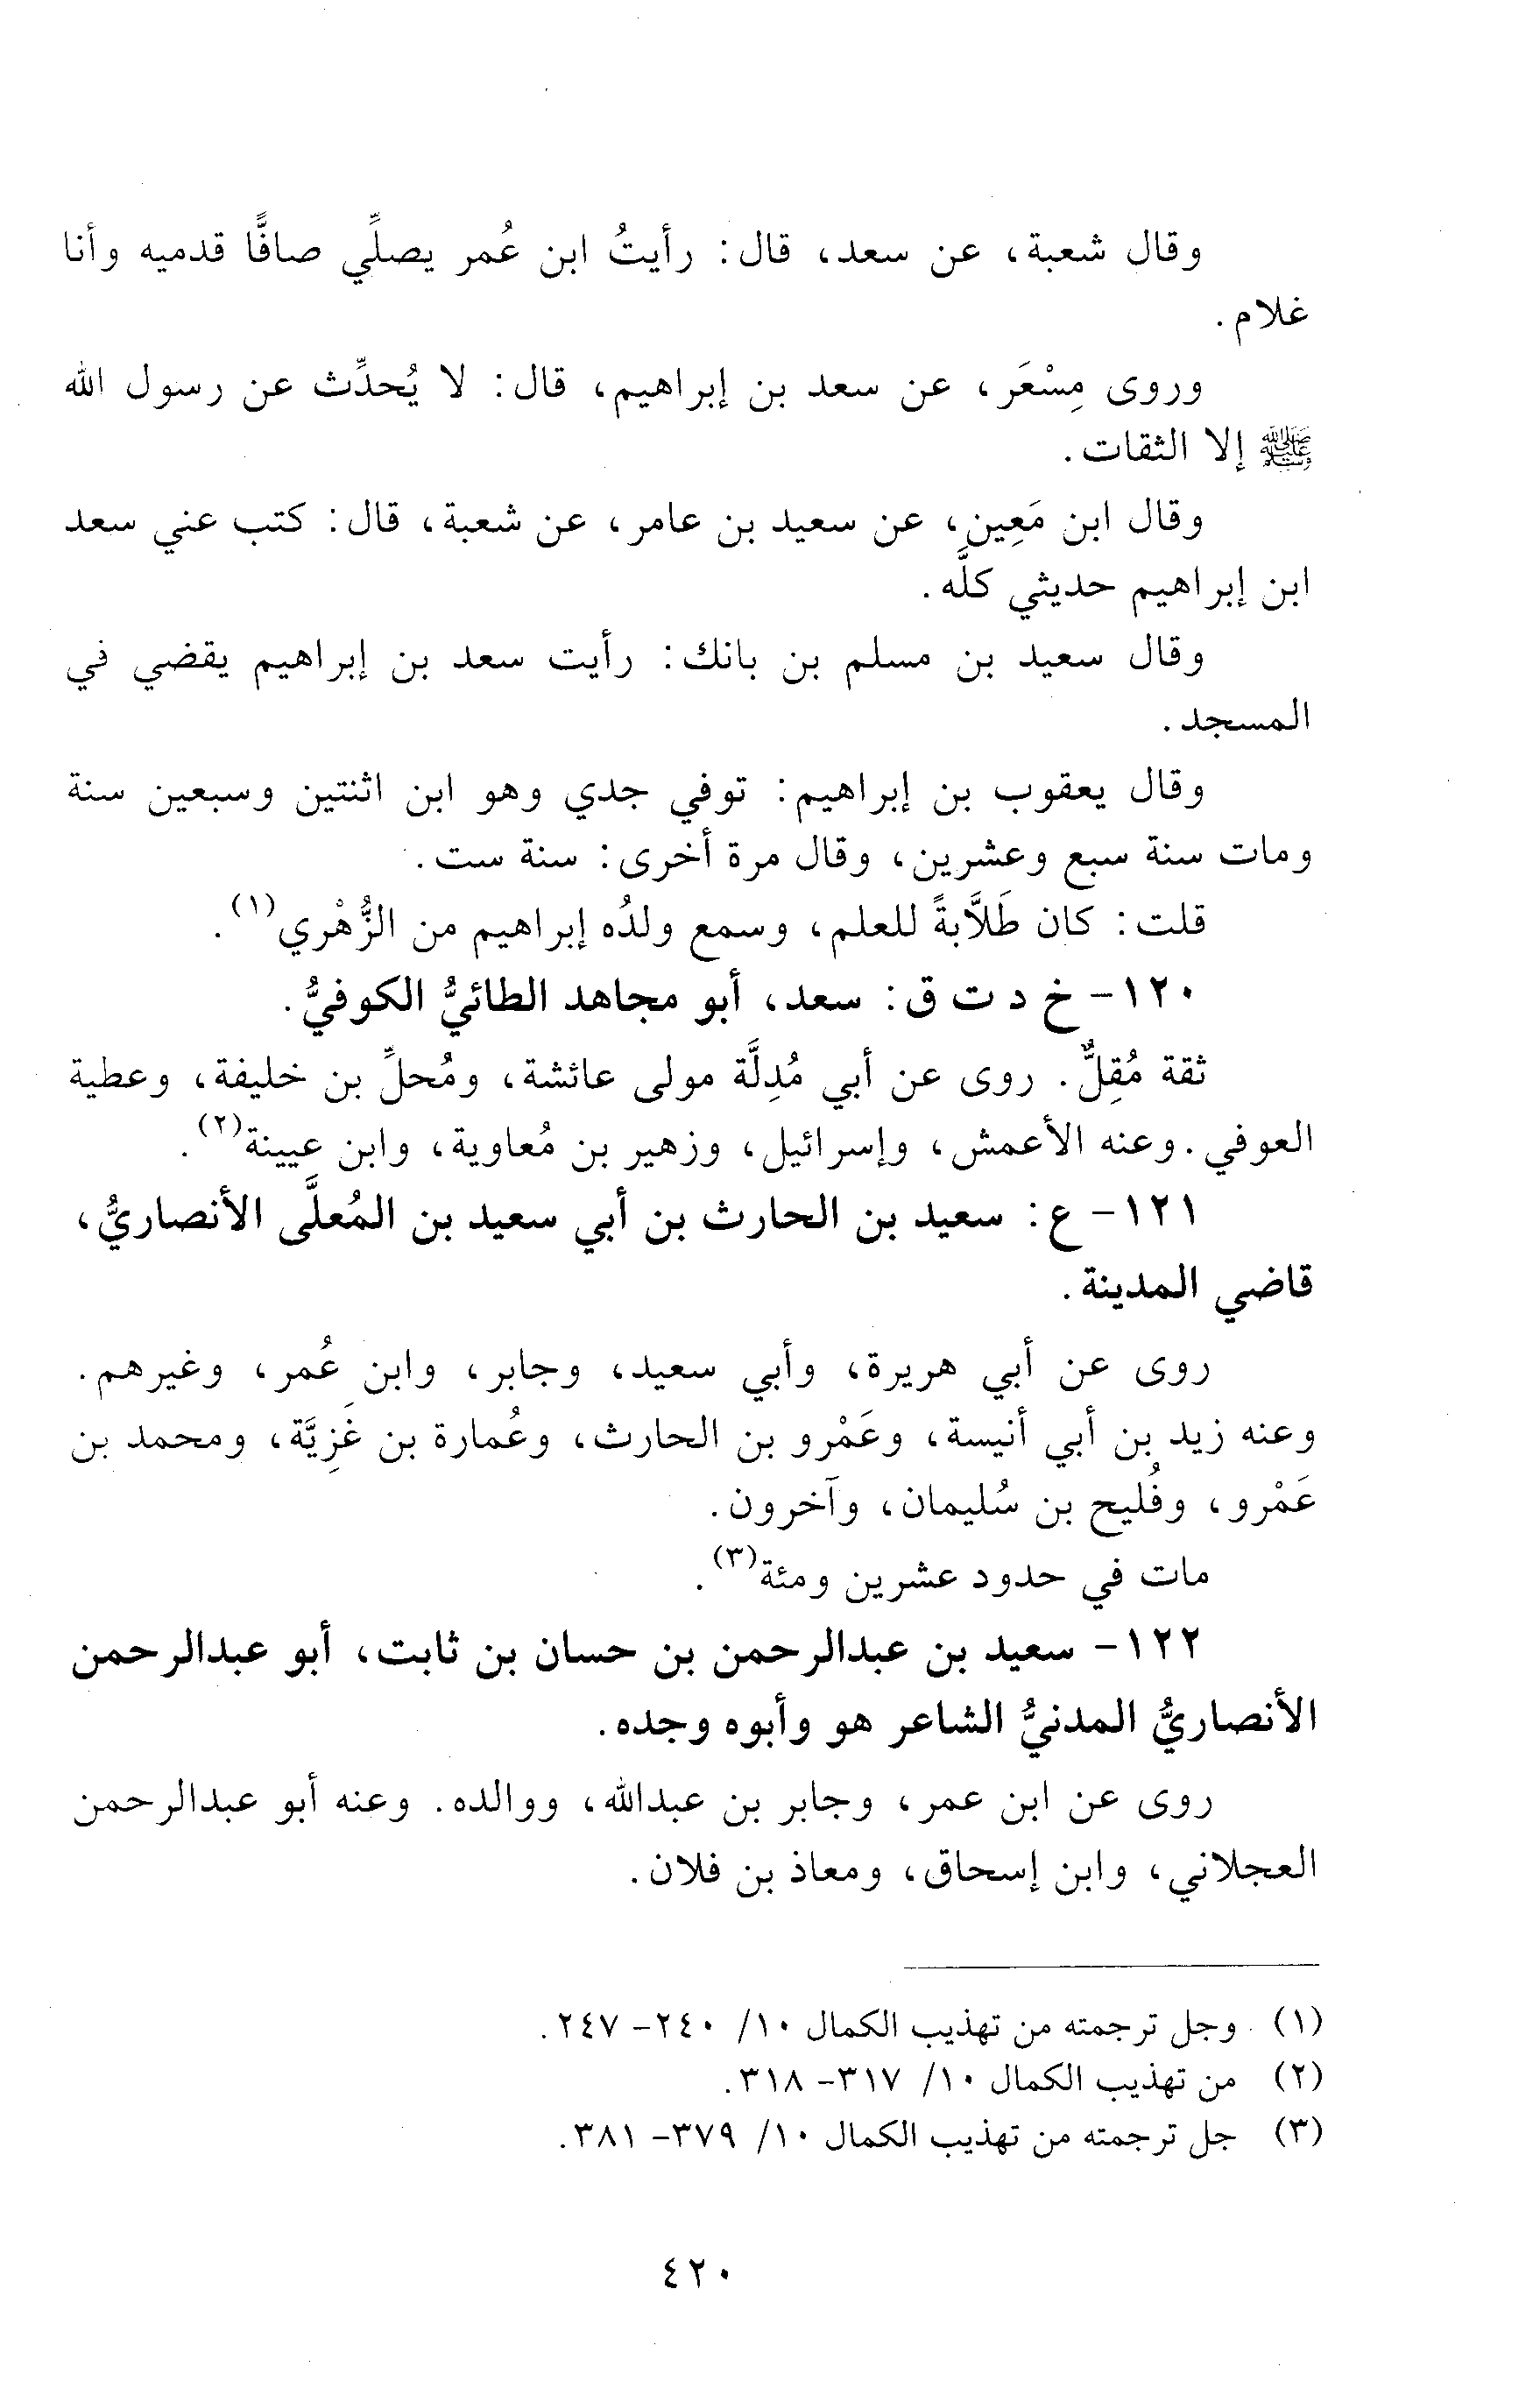 وقال شعبة، عن سعد، قال: رأيتُ ابن عُمر يصلِّي صافًّا قدميه وأنا
غلام.
وروى مِسْعَر، عن سعد بن إبراهيم، قال: لا يُحدِّث عن رسول الله
ﷺ إلا الثقات.
وقال ابن مَعِين، عن سعيد بن عامر، عن شعبة، قال: كتب عني سعد
ابن إبراهيم حديثي كلَّه.
وقال سعيد بن مسلم بن بانك: رأيت سعد بن إبراهيم يقضي في
المسجد.
وقال يعقوب بن إبراهيم: توفي جدي وهو ابن اثنتين وسبعين سنة
ومات سنة سبع وعشرين، وقال مرة أخرى: سنة ست.
قلت: كان طَلَّابةً للعلم، وسمع ولدُه إبراهيم من الزُّهْري(١).
١٢٠- خ د ت ق: سعد، أبو مجاهد الطائيُّ الكوفيُّ.
ثقة مُقِلٌّ. روى عن أبي مُدِلَّة مولى عائشة، ومُحلِّ بن خليفة، وعطية
العوفي. وعنه الأعمش، وإسرائيل، وزهير بن مُعاوية، وابن عيينة(٢).
١٢١- ع: سعيد بن الحارث بن أبي سعيد بن المُعلَّى الأنصاريُّ،
قاضي المدينة.
روى عن أبي هريرة، وأبي سعيد، وجابر، وابن عُمر، وغيرهم.
وعنه زيد بن أبي أنيسة، وعَمْرو بن الحارث، وعُمارة بن غَزِيَّة، ومحمد بن
عَمْرو، وفُليح بن سُليمان، وآخرون.
مات في حدود عشرين ومئة(٣).
١٢٢- سعيد بن عبدالرحمن بن حسان بن ثابت، أبو عبدالرحمن
الأنصاريُّ المدنيُّ الشاعر هو وأبوه وجده.
روى عن ابن عمر، وجابر بن عبدالله، ووالده. وعنه أبو عبدالرحمن
العجلاني، وابن إسحاق، ومعاذ بن فلان.
(١) وجل ترجمته من تهذيب الكمال ١٠/ ٢٤٠- ٢٤٧.
(٢) من تهذيب الكمال ١٠/ ٣١٧- ٣١٨.
(٣) جل ترجمته من تهذيب الكمال ١٠/ ٣٧٩- ٣٨١.
٤٢٠